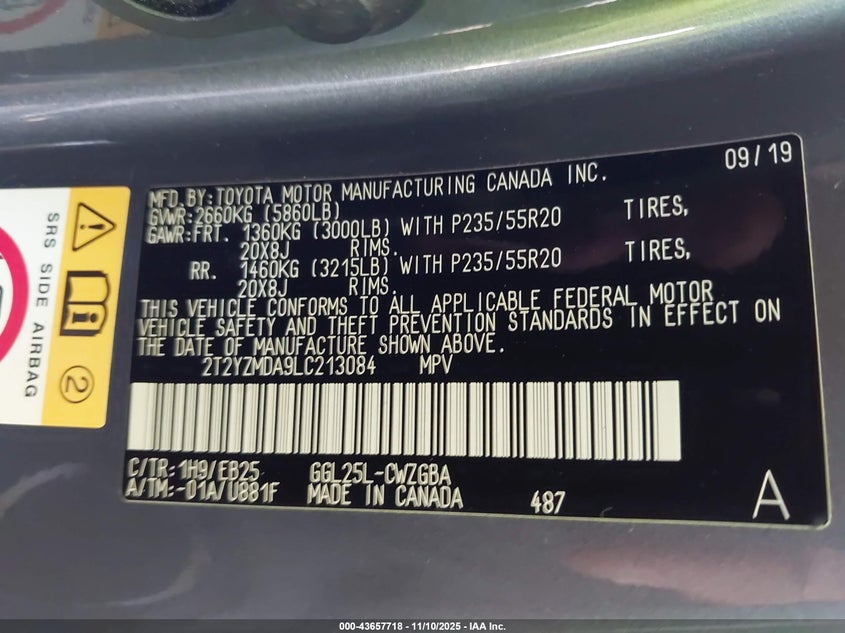 09/19
MFD. BY: TOYOTA MOTOR MANUFACTURING CANADA INC.
GVWR: 2660KG (5860LB)
GAWR: FRT. 1360KG (3000LB) WITH P235/55R20 TIRES,
20X8J RIMS.
RR. 1460KG (3215LB) WITH P235/55R20 TIRES,
20X8J RIMS.
THIS VEHICLE CONFORMS TO ALL APPLICABLE FEDERAL MOTOR
VEHICLE SAFETY AND THEFT PREVENTION STANDARDS IN EFFECT ON
THE DATE OF MANUFACTURE SHOWN ABOVE.
2T2YZMDA9LC213084 MPV
C/TR: 1H9/EB25 GGL25L-CWZGBA
A/TM: -01A/U881F MADE IN CANADA 487
A
SRS SIDE AIRBAG
2
000-43657718 - 11/10/2025 - IAA Inc.